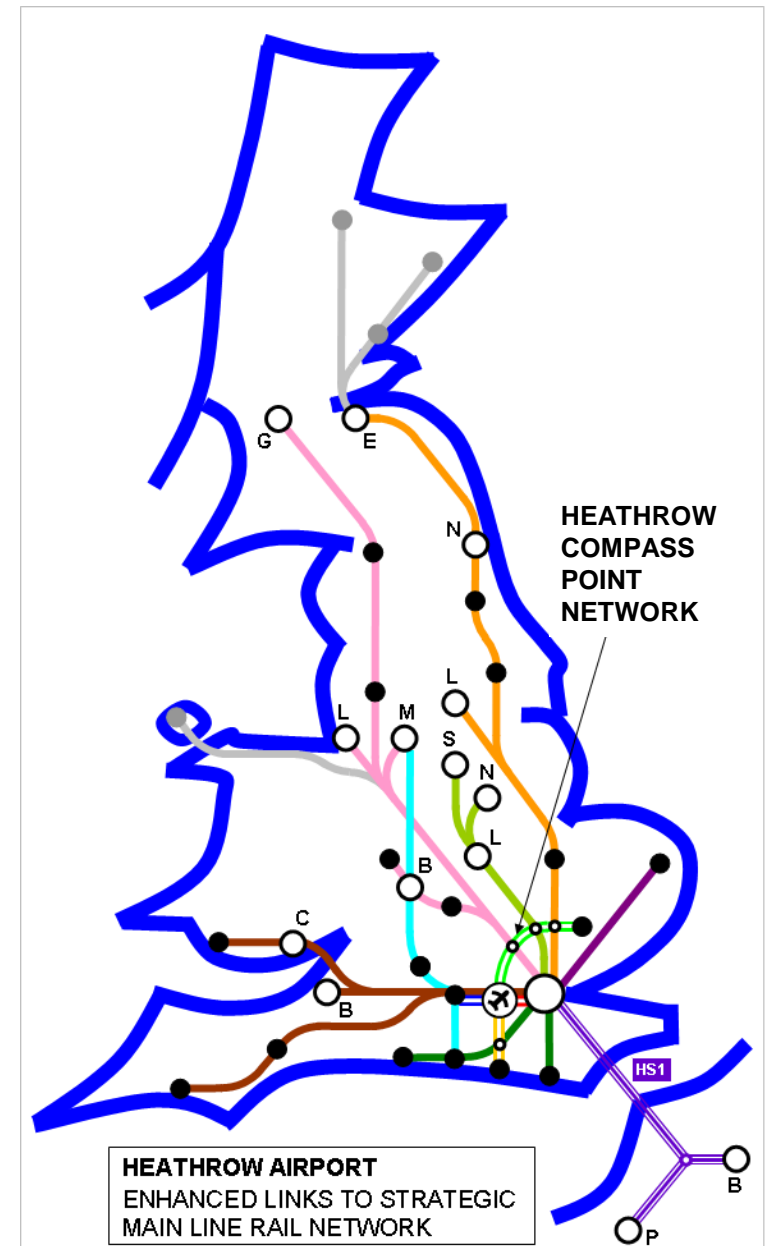 G
E
N
HEATHROW
COMPASS
POINT
NETWORK
L
L
M
S
N
L
B
C
B
HS1
B
P
HEATHROW AIRPORT
ENHANCED LINKS TO STRATEGIC
MAIN LINE RAIL NETWORK